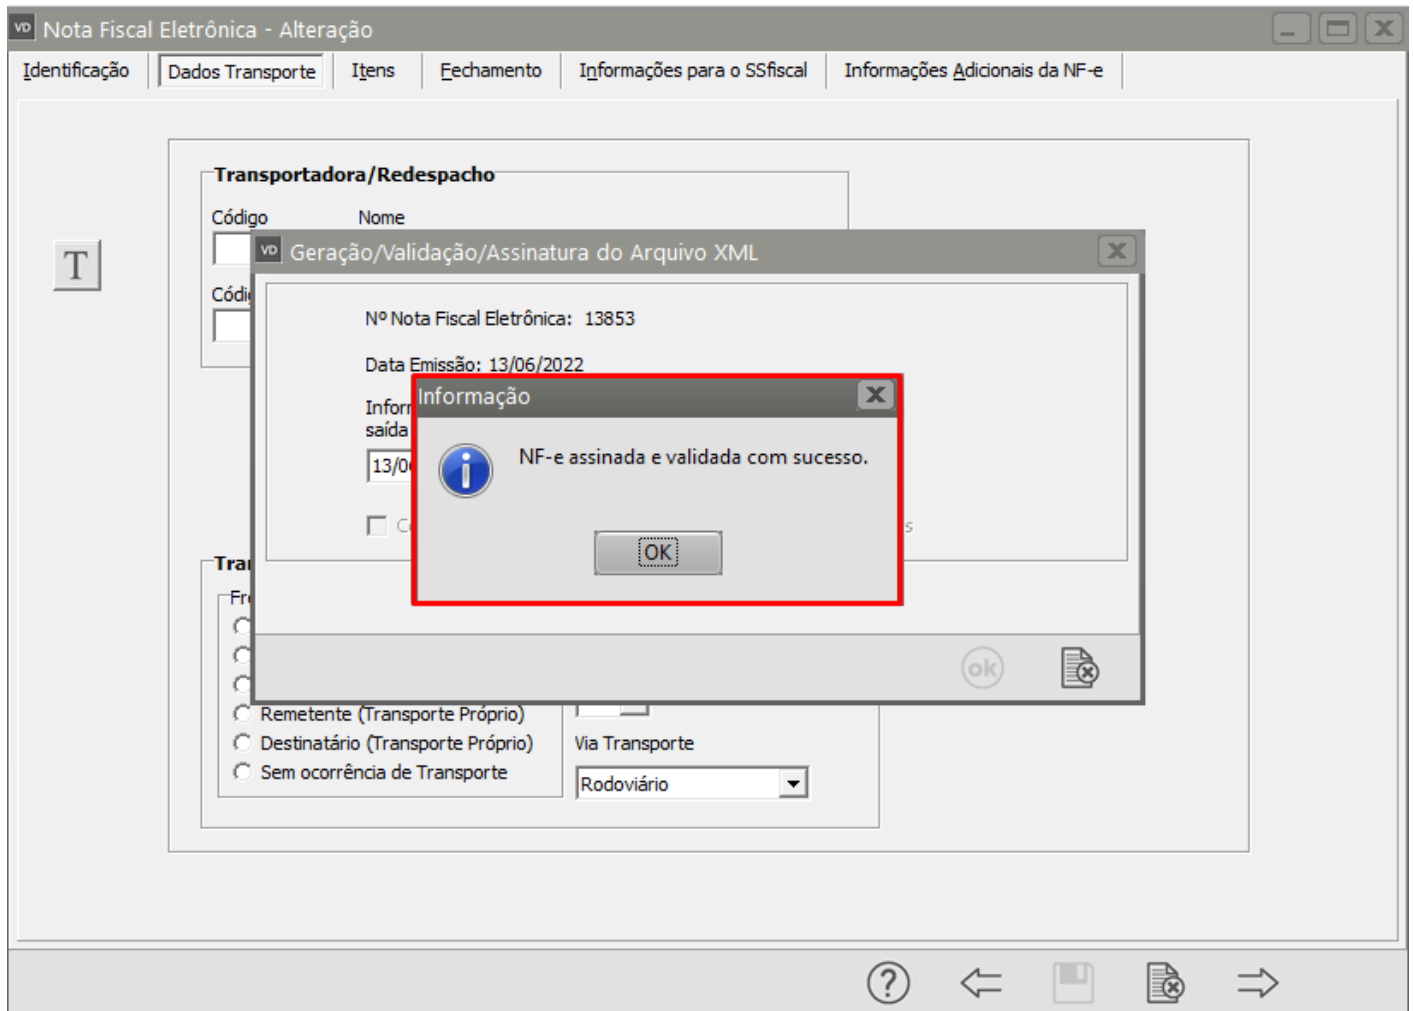 VD Nota Fiscal Eletrônica - Alteração
Identificação Dados Transporte Itens Fechamento Informações para o SSfiscal Informações Adicionais da NF-e
Transportadora/Redespacho
Código Nome
T
VD Geração/Validação/Assinatura do Arquivo XML
Nº Nota Fiscal Eletrônica: 13853
Data Emissão: 13/06/2022
Informação
saída
NF-e assinada e validada com sucesso.
OK
ok
Remetente (Transporte Próprio)
Destinatário (Transporte Próprio)
Via Transporte
Sem ocorrência de Transporte
Rodoviário